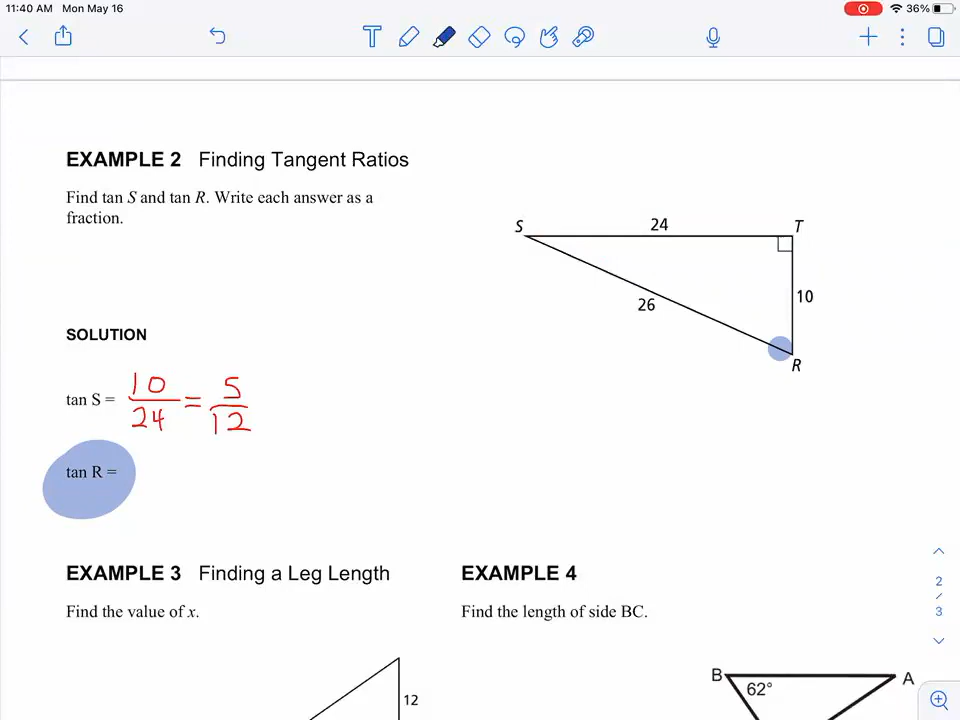 11:40 AM Mon May 16
36%
EXAMPLE 2 Finding Tangent Ratios
Find tan S and tan R. Write each answer as a
fraction.
S
24
T
10
26
R
SOLUTION
tan S = 10/24 = 5/12
tan R =
EXAMPLE 3 Finding a Leg Length
EXAMPLE 4
Find the value of x.
Find the length of side BC.
12
B
62°
A
2
/
3